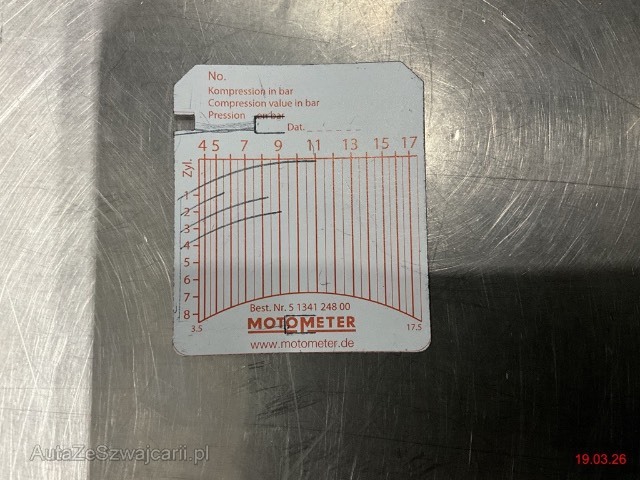 No.
Kompression in bar
Compression value in bar
Pression en bar
Dat.
4 5 7 9 11 13 15 17
Zyl.
1
2
3
4
5
6
7
8
Best. Nr. 5 1341 248 00
3.5 MOTOMETER 17.5
www.motometer.de
AutaZeSzwajcarii.pl
19.03.26